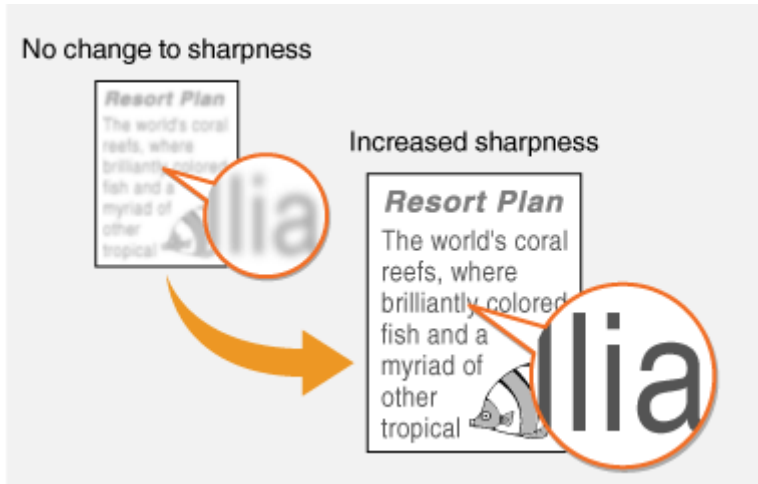 No change to sharpness
Resort Plan
The world's coral
reefs, where
brilliantly colored
fish and a
myriad of
other
tropical
llia
Increased sharpness
Resort Plan
The world's coral
reefs, where
brilliantly colored
fish and a
myriad of
other
tropical
llia